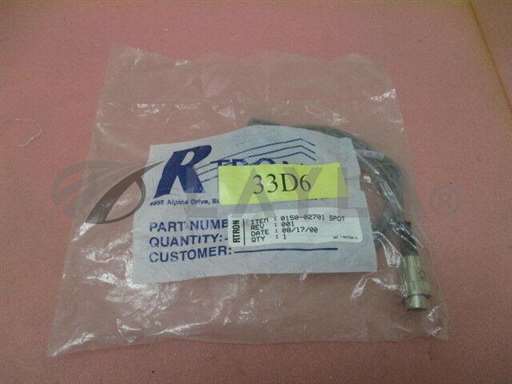 RTRON
33D6
Alpine Drive,
PART NUM
QUANTITY:
CUSTOMER:
RTRON
ITEM : 0150-02701 SPOT
REV : 001
DATE : 08/17/00
QTY : 1